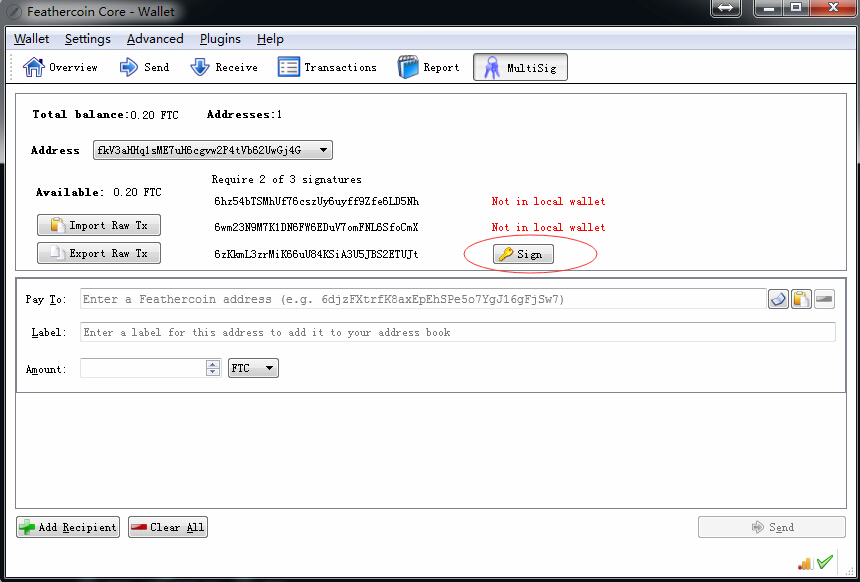 Feathercoin Core - Wallet
Wallet Settings Advanced Plugins Help
Overview Send Receive Transactions Report MultiSig
Total balance:0.20 FTC Addresses:1
Address fkV3aHHq1sME7uH6cgvw2P4tVb62UwGj4G
Require 2 of 3 signatures
Available: 0.20 FTC
6hz54bTSMhUf76cszUy6uyff9Zfe6LD5Nh Not in local wallet
Import Raw Tx 6wm23N9M7K1DN6FW6EDuV7omFNL6SfoCmX Not in local wallet
Export Raw Tx 6zKkmL3zrMiK66uU84KSiA3U5JBS2ETUJt Sign
Pay To: Enter a Feathercoin address (e.g. 6djzFXtrfK8axEpEhSPe5o7YgJ16gFjSw7)
Label: Enter a label for this address to add it to your address book
Amount: FTC
Add Recipient Clear All Send